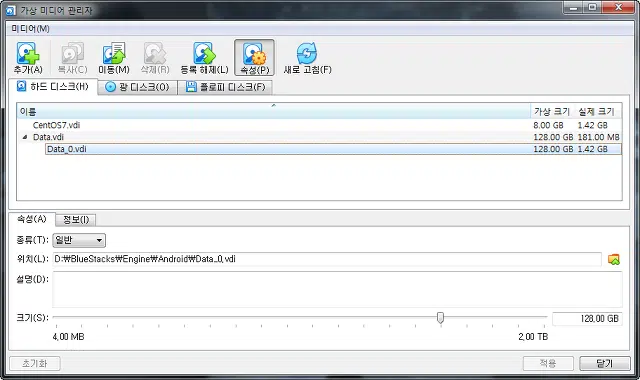 가상 미디어 관리자
미디어(M)
추가(A) 복사(C) 이동(M) 삭제(R) 등록 해제(L) 속성(P) 새로 고침(F)
하드 디스크(H) 광 디스크(O) 플로피 디스크(F)
이름 가상 크기 실제 크기
CentOS7.vdi 8.00 GB 1.42 GB
Data.vdi 128.00 GB 181.00 MB
Data_0.vdi 128.00 GB 1.42 GB
속성(A) 정보(I)
종류(T): 일반
위치(L): D:₩BlueStacks₩Engine₩Android₩Data_0.vdi
설명(D):
크기(S): 128.00 GB
4.00 MB 2.00 TB
초기화 적용 닫기